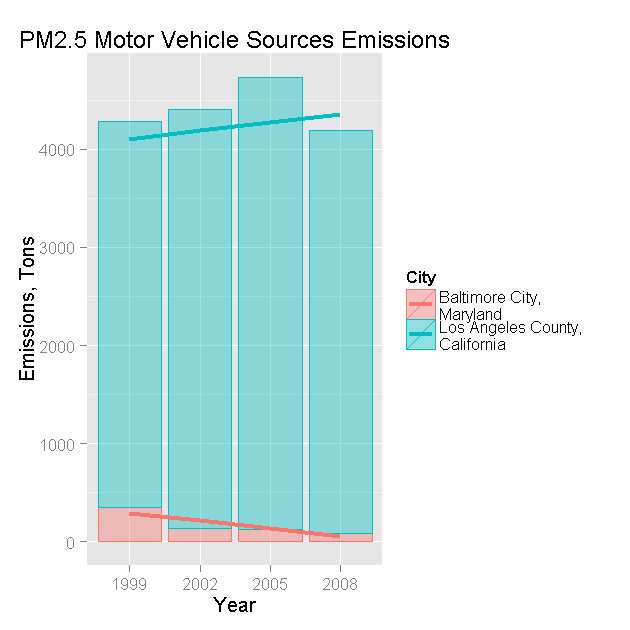 PM2.5 Motor Vehicle Sources Emissions
4000
3000
2000
1000
0
Emissions, Tons
1999 2002 2005 2008
Year
City
Baltimore City,
Maryland
Los Angeles County,
California